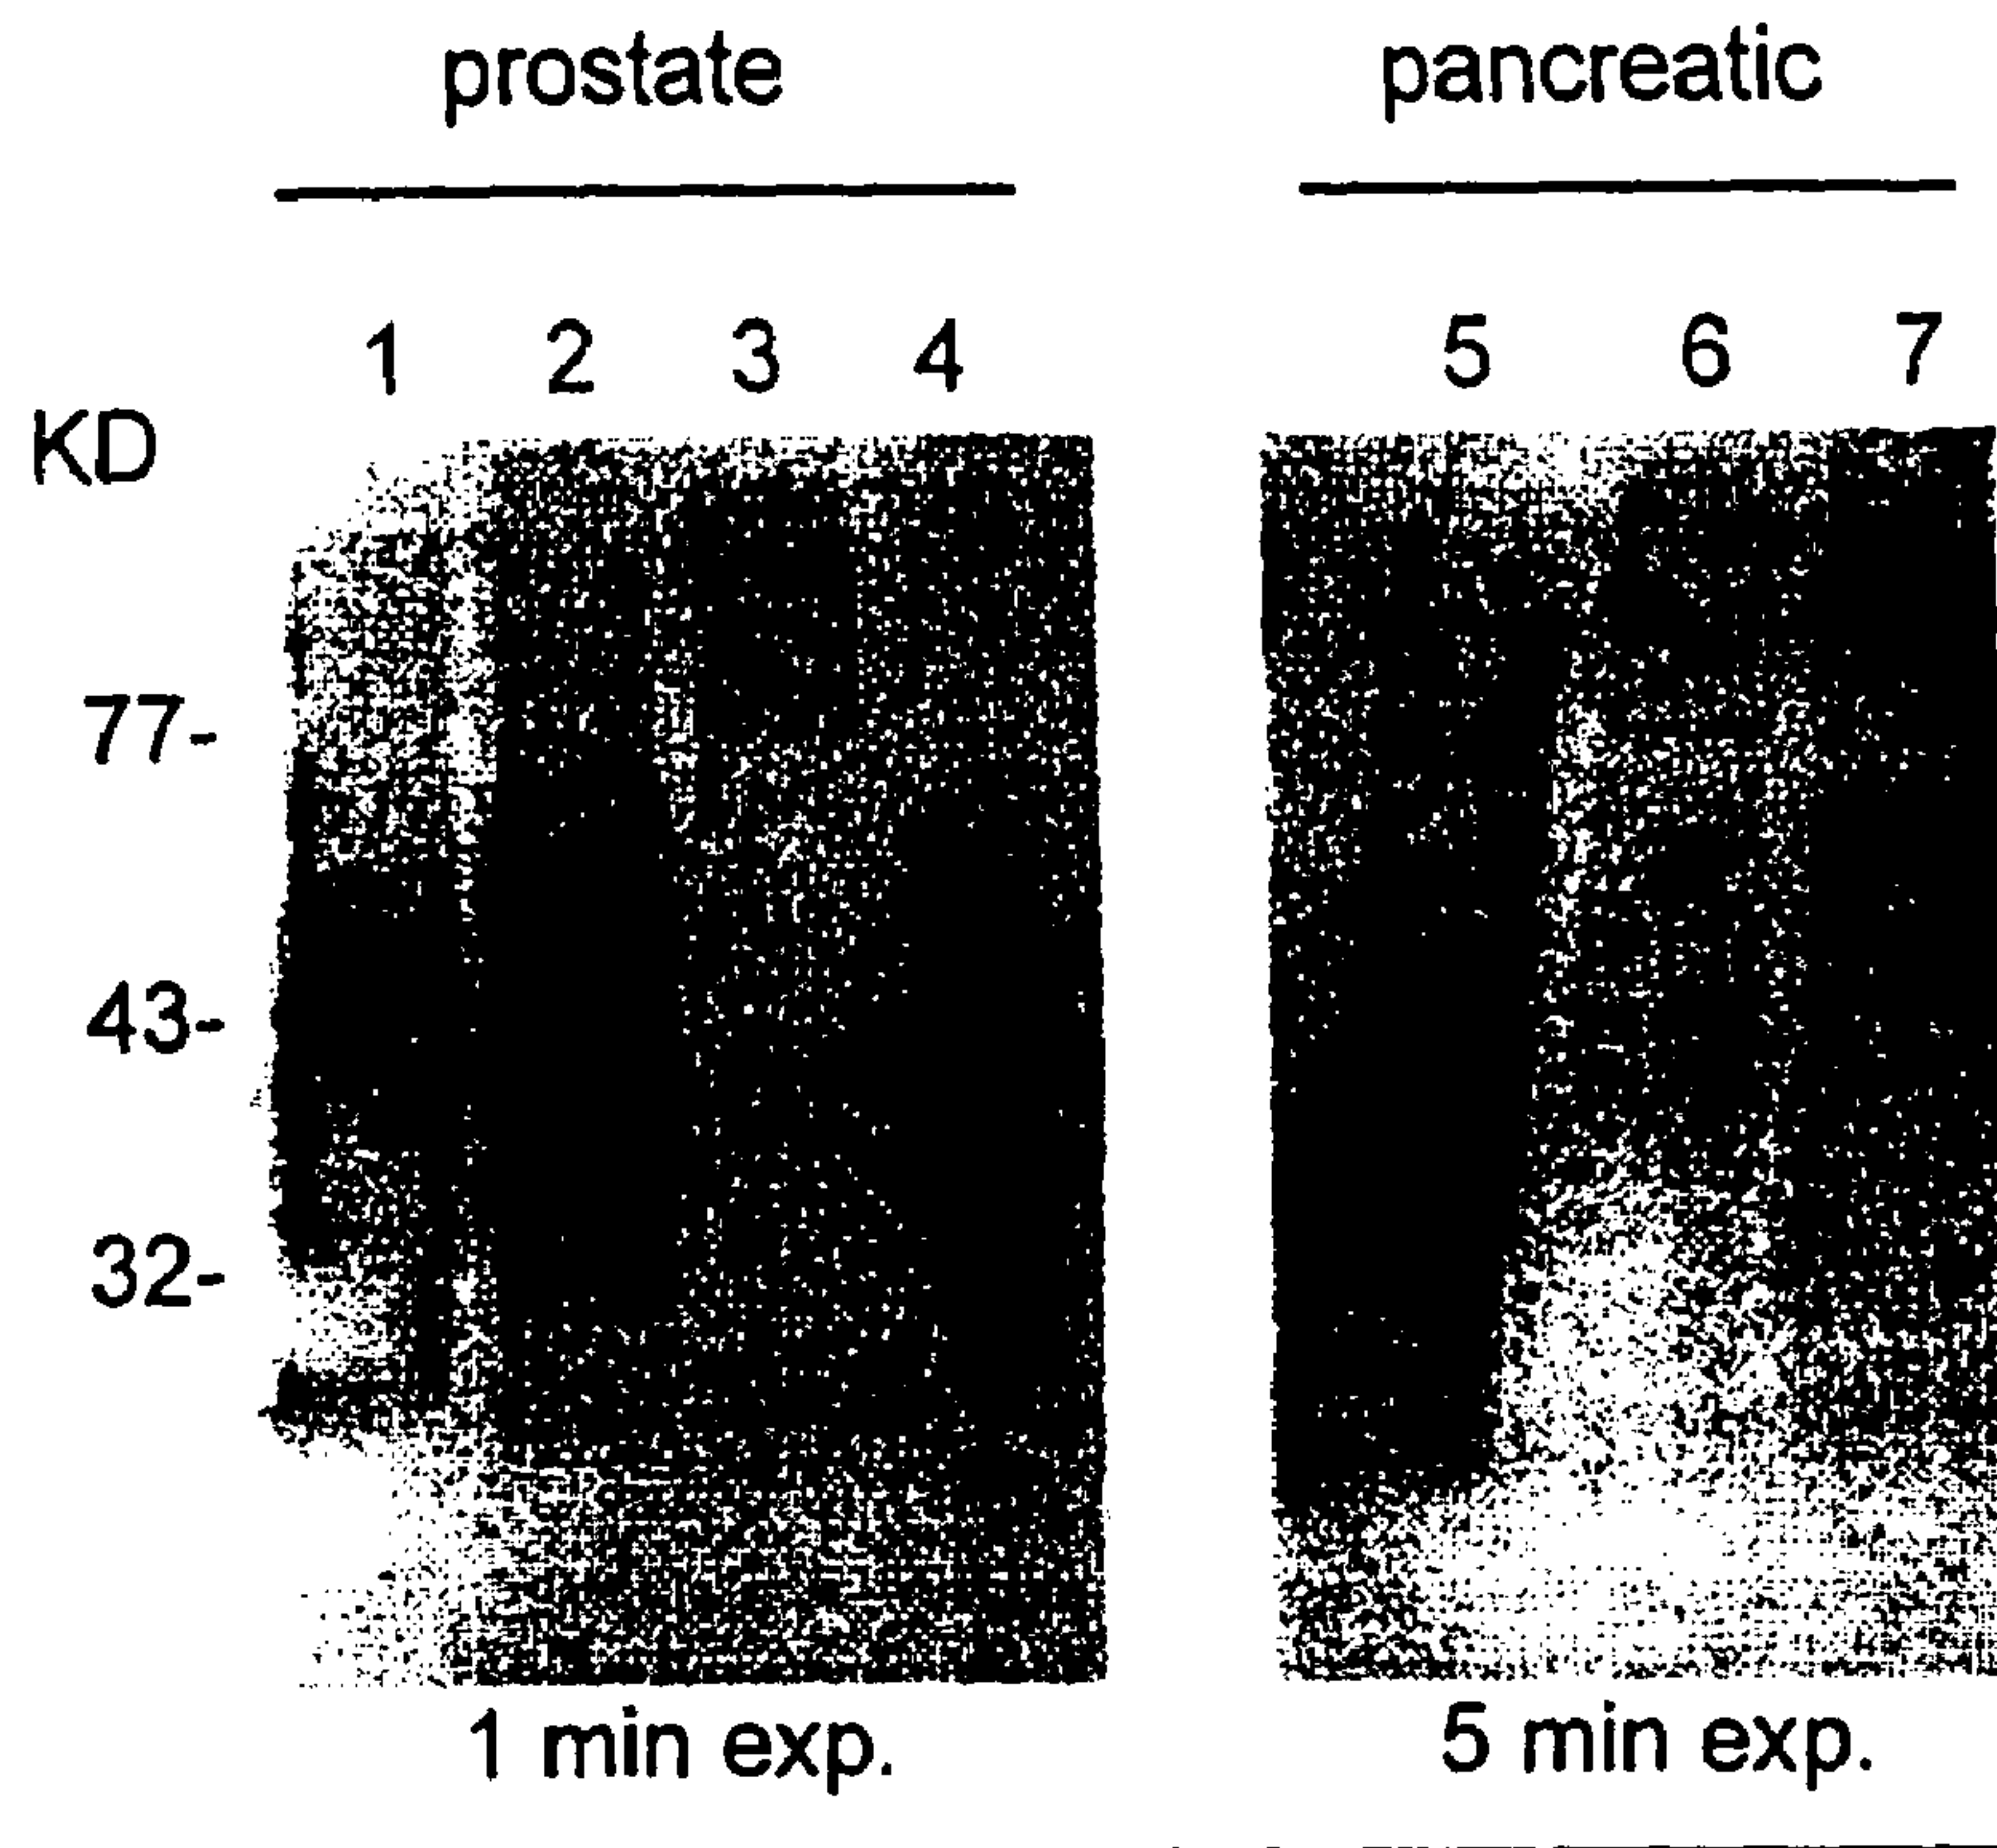 prostate pancreatic
1 2 3 4 5 6 7
KD
77-
43-
32-
1 min exp. 5 min exp.